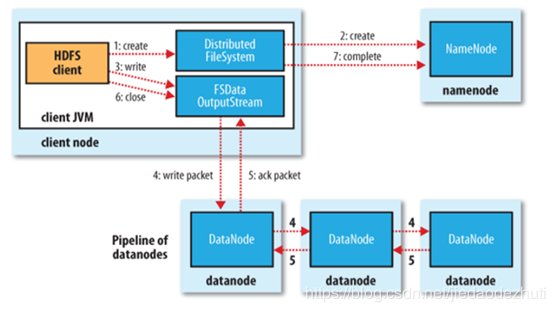 1: create
Distributed
FileSystem
2: create
7: complete
NameNode
namenode
HDFS
client
3: write
6: close
FSData
OutputStream
client JVM
client node
4: write packet
5: ack packet
Pipeline of
datanodes
DataNode
4
5
DataNode
4
5
DataNode
datanode
datanode
datanode
https://blog.csdn.net/jiedaodezhuti